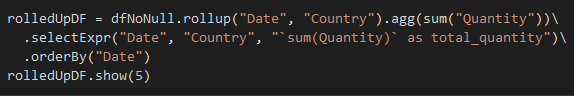 rolledUpDF = dfNoNull.rollup("Date", "Country").agg(sum("Quantity"))\
  .selectExpr("Date", "Country", "`sum(Quantity)` as total_quantity")\
  .orderBy("Date")
rolledUpDF.show(5)